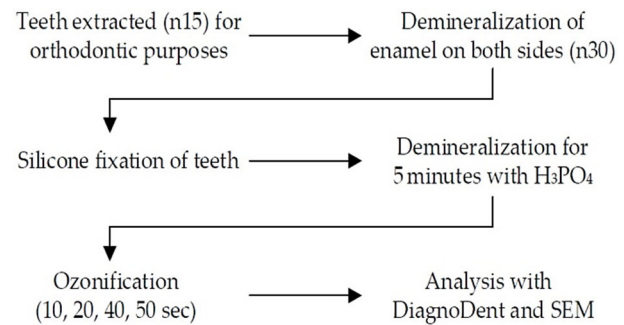 Teeth extracted (n15) for
orthodontic purposes
Demineralization of
enamel on both sides (n30)
Silicone fixation of teeth
Demineralization for
5 minutes with H₃PO₄
Ozonification
(10, 20, 40, 50 sec)
Analysis with
DiagnoDent and SEM